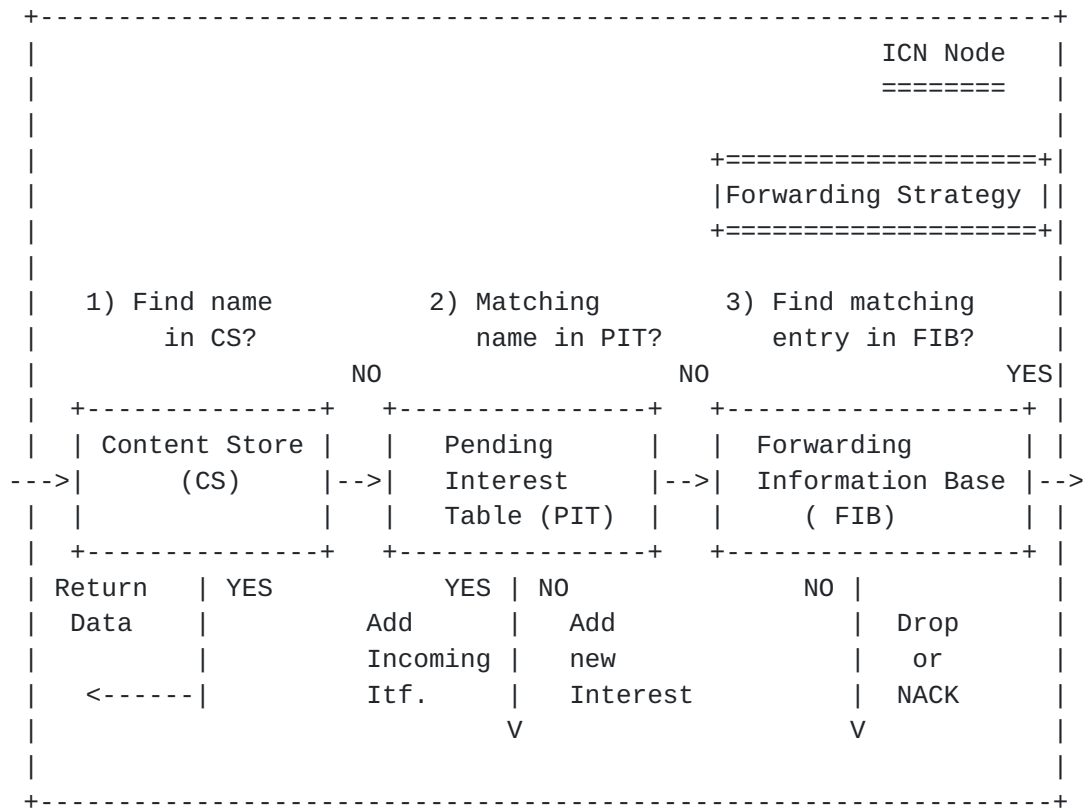 +-----------------------------------------------------------------+
|                                                      ICN Node   |
|                                                      ========   |
|                                                                 |
|                                           +====================+|
|                                           |Forwarding Strategy ||
|                                           +====================+|
|                                                                 |
|   1) Find name          2) Matching        3) Find matching     |
|        in CS?              name in PIT?       entry in FIB?     |
|                    NO                   NO                   YES|
|  +---------------+   +----------------+   +-------------------+ |
|  | Content Store |   |   Pending      |   |  Forwarding       | |
--->|      (CS)     |-->|   Interest     |-->|  Information Base |-->
|  |               |   |   Table (PIT)  |   |     ( FIB)        | |
|  +---------------+   +----------------+   +-------------------+ |
| Return   | YES           YES | NO               NO |            |
|  Data    |          Add      |   Add               |  Drop      |
|          |          Incoming |   new               |   or       |
|   <------|          Itf.     |   Interest          |  NACK      |
|                              V                     V            |
|                                                                 |
+-----------------------------------------------------------------+